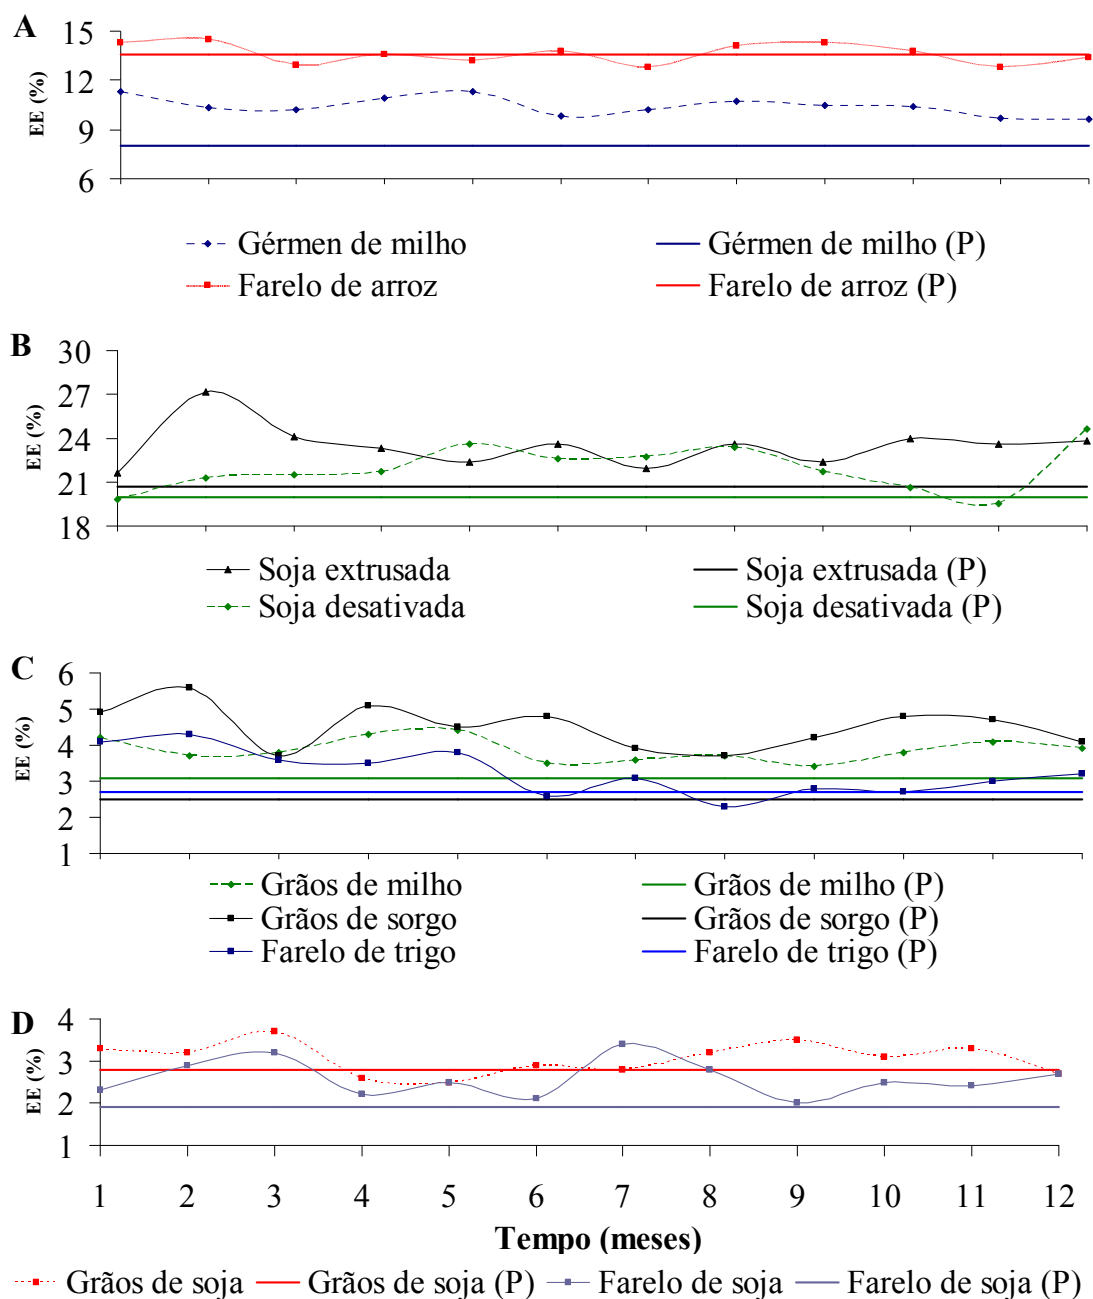 A
EE (%)
15
12
9
6
Gérmen de milho
Gérmen de milho (P)
Farelo de arroz
Farelo de arroz (P)
B
EE (%)
30
27
24
21
18
Soja extrusada
Soja extrusada (P)
Soja desativada
Soja desativada (P)
C
EE (%)
6
5
4
3
2
1
Grãos de milho
Grãos de milho (P)
Grãos de sorgo
Grãos de sorgo (P)
Farelo de trigo
Farelo de trigo (P)
D
EE (%)
4
3
2
1
1 2 3 4 5 6 7 8 9 10 11 12
Tempo (meses)
Grãos de soja Grãos de soja (P) Farelo de soja Farelo de soja (P)